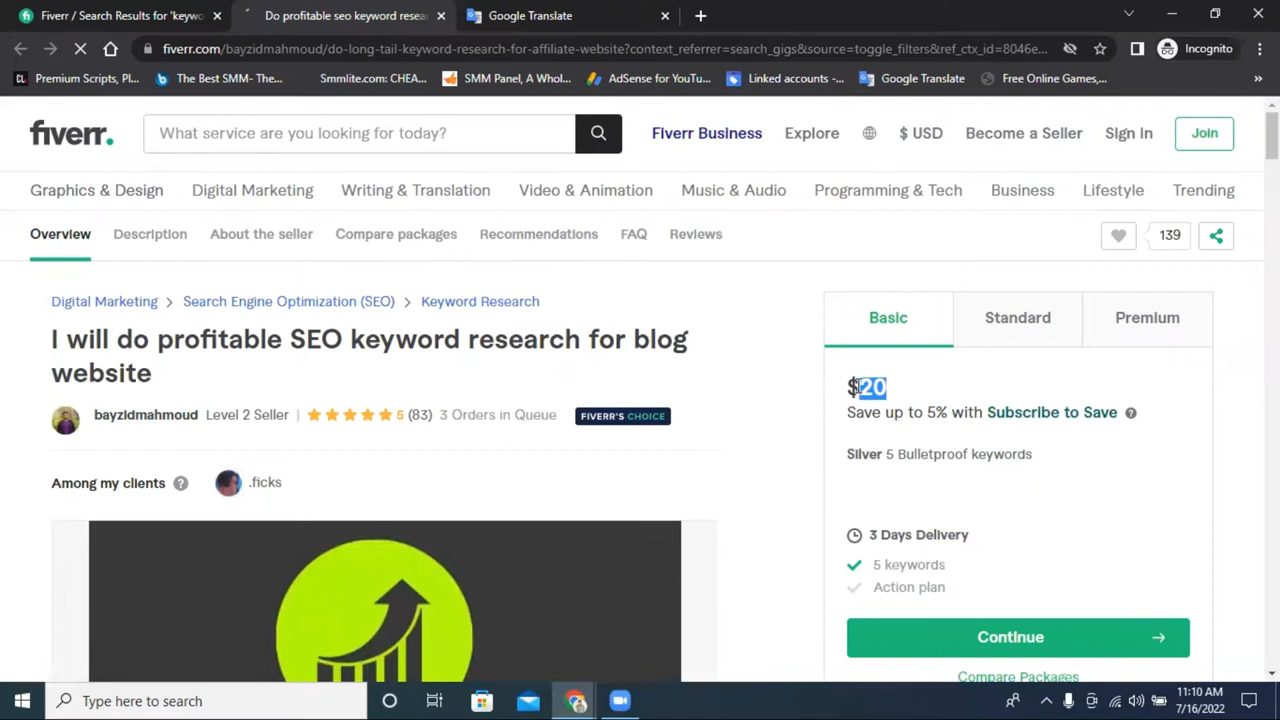 Fiverr / Search Results for 'keywo
Do profitable seo keyword resea
Google Translate
fiverr.com/bayzidmahmoud/do-long-tail-keyword-research-for-affiliate-website?context_referrer=search_gigs&source=toggle_filters&ref_ctx_id=8046e...
Incognito
Premium Scripts, Pl...
The Best SMM- The...
Smmlite.com: CHEA...
SMM Panel, A Whol...
AdSense for YouTu...
Linked accounts -...
Google Translate
Free Online Games,...
fiverr.
What service are you looking for today?
Fiverr Business
Explore
$ USD
Become a Seller
Sign In
Join
Graphics & Design
Digital Marketing
Writing & Translation
Video & Animation
Music & Audio
Programming & Tech
Business
Lifestyle
Trending
Overview
Description
About the seller
Compare packages
Recommendations
FAQ
Reviews
139
Digital Marketing > Search Engine Optimization (SEO) > Keyword Research
I will do profitable SEO keyword research for blog
website
bayzidmahmoud Level 2 Seller | 5 (83) 3 Orders in Queue FIVERR'S CHOICE
Among my clients ? .ficks
Basic
Standard
Premium
$20
Save up to 5% with Subscribe to Save ?
Silver 5 Bulletproof keywords
3 Days Delivery
5 keywords
Action plan
Continue
Compare Packages
Type here to search
11:10 AM
7/16/2022